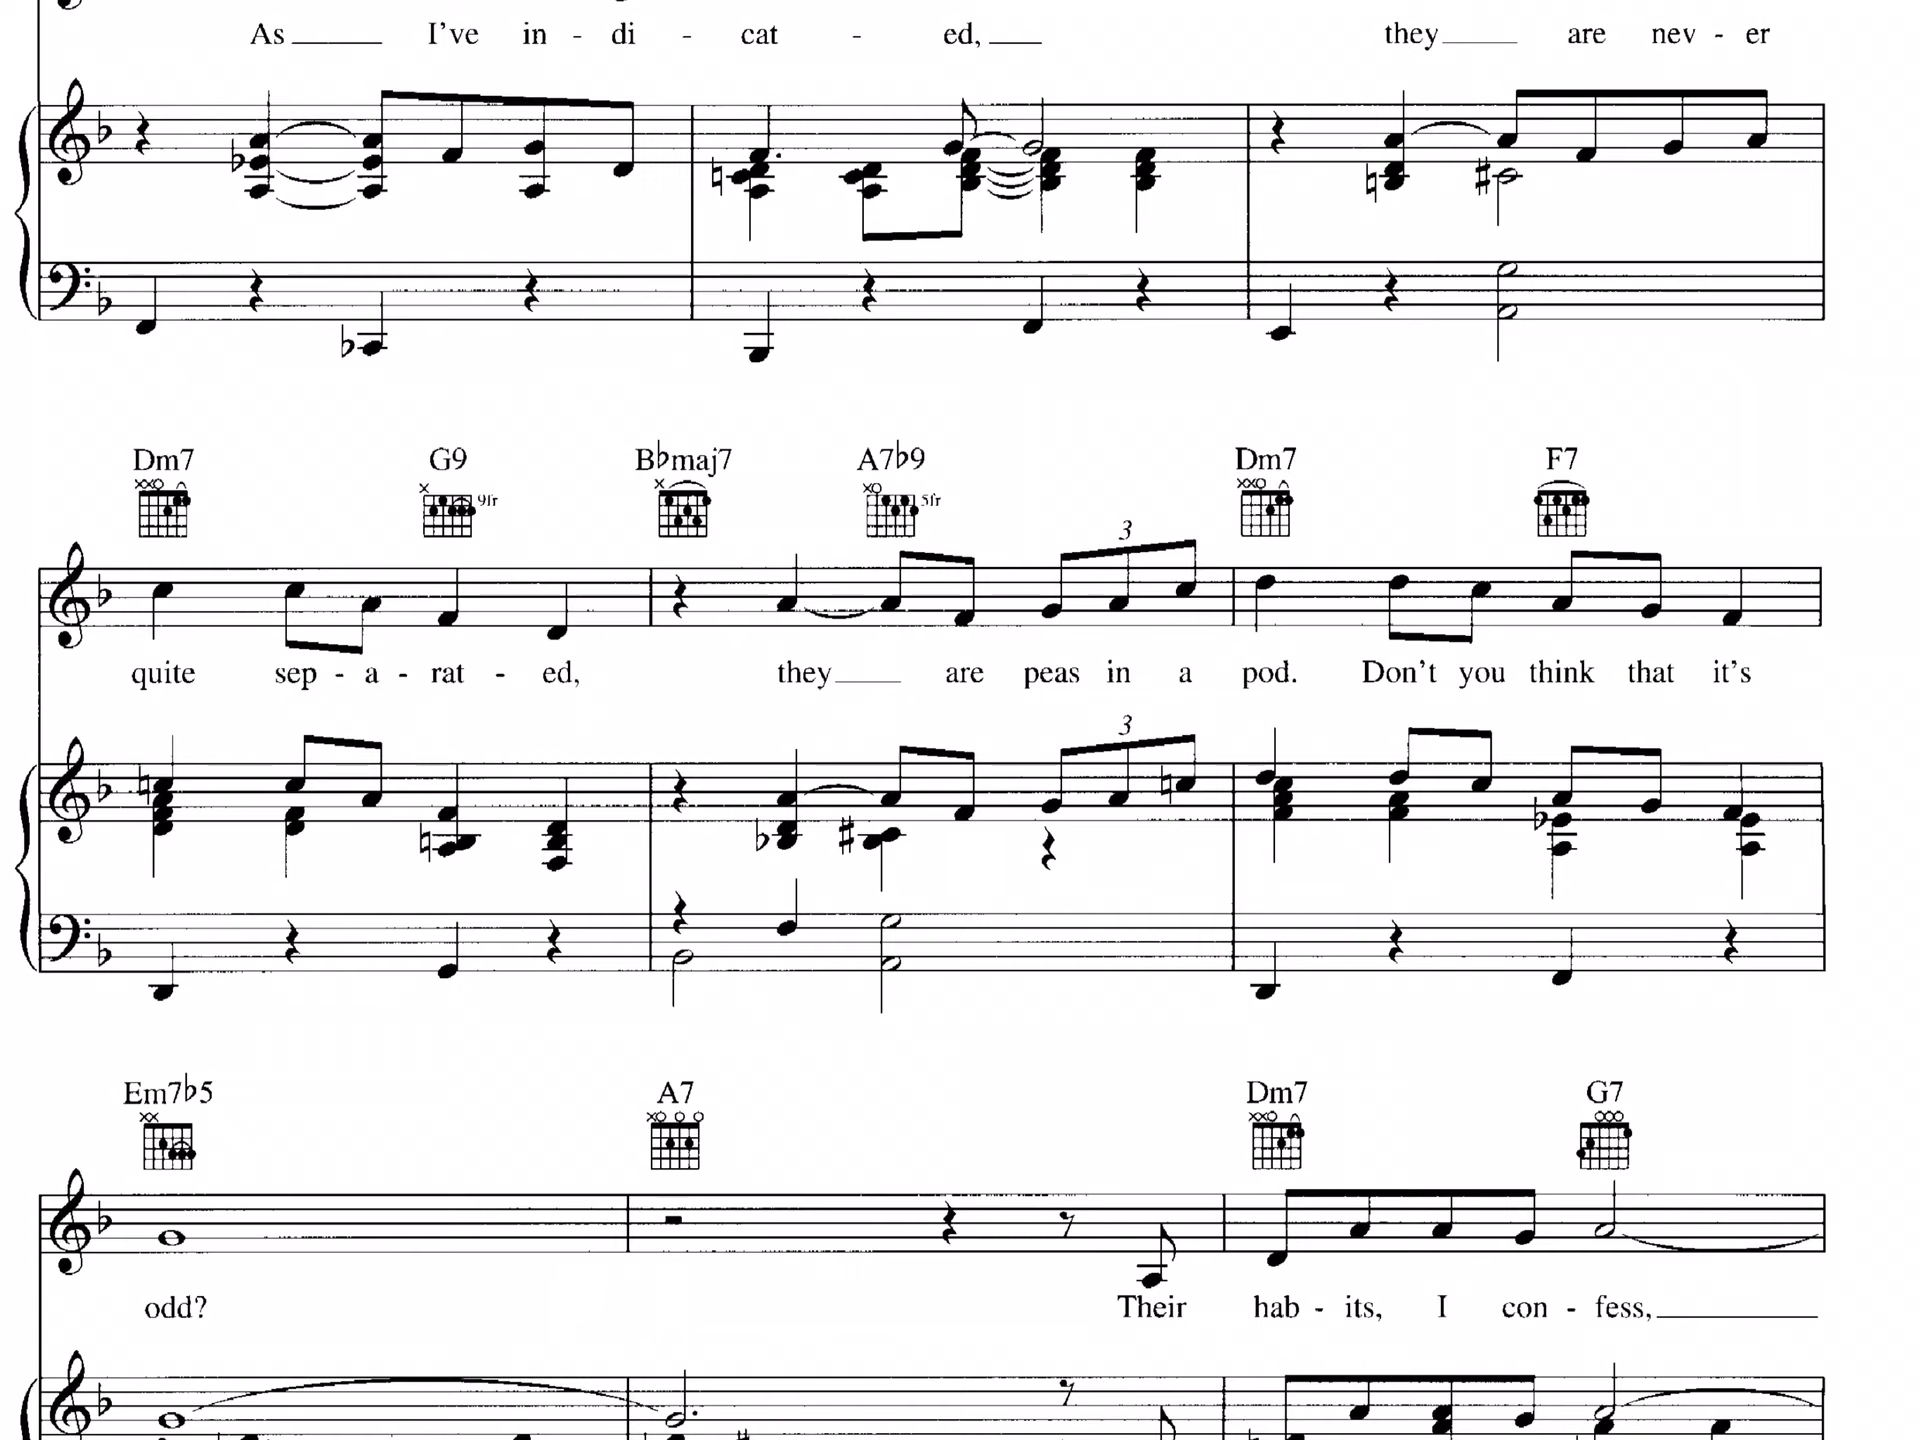 As I've in - di - cat - ed, they are nev - er
Dm7 G9 B♭maj7 A7♭9 Dm7 F7
9fr 5fr
3
quite sep - a - rat - ed, they are peas in a pod. Don't you think that it's
3
Em7♭5 A7 Dm7 G7
odd? Their hab - its, I con - fess,